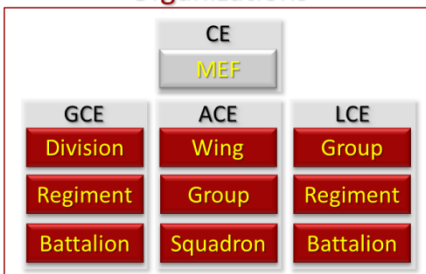 CE
MEF
GCE ACE LCE
Division Wing Group
Regiment Group Regiment
Battalion Squadron Battalion